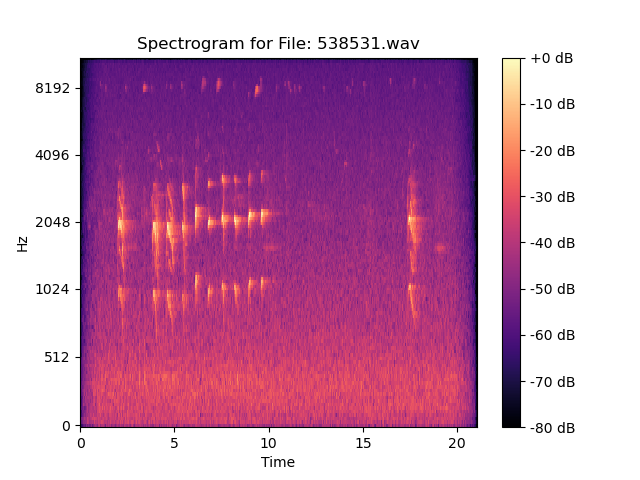 Spectrogram for File: 538531.wav
8192
4096
2048
1024
512
0
Hz
0
5
10
15
20
Time
+0 dB
-10 dB
-20 dB
-30 dB
-40 dB
-50 dB
-60 dB
-70 dB
-80 dB